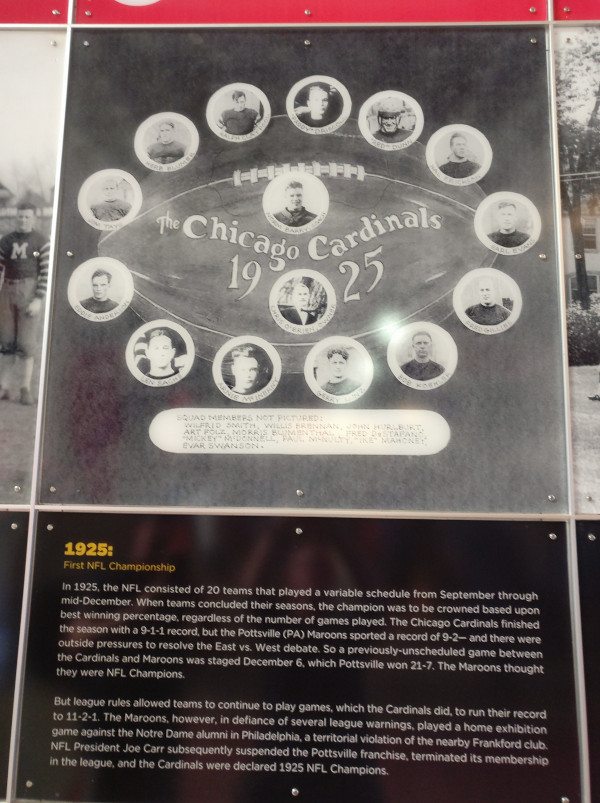 The Chicago Cardinals
1925
SQUAD MEMBERS NOT PICTURED:
WILFRID SMITH, WILLIS BRENNAN, JOHN HURLBURT,
ART FOLZ, MORRIS BLUMENTHAL, FRED DeSTAFANO,
"MICKEY" McDONNELL, PAUL McNULTY, "IKE" MAHONEY,
EVAR SWANSON.
M
1925:
First NFL Championship
In 1925, the NFL consisted of 20 teams that played a variable schedule from September through
mid-December. When teams concluded their seasons, the champion was to be crowned based upon
best winning percentage, regardless of the number of games played. The Chicago Cardinals finished
the season with a 9-1-1 record, but the Pottsville (PA) Maroons sported a record of 9-2— and there were
outside pressures to resolve the East vs. West debate. So a previously-unscheduled game between
the Cardinals and Maroons was staged December 6, which Pottsville won 21-7. The Maroons thought
they were NFL Champions.
But league rules allowed teams to continue to play games, which the Cardinals did, to run their record
to 11-2-1. The Maroons, however, in defiance of several league warnings, played a home exhibition
game against the Notre Dame alumni in Philadelphia, a territorial violation of the nearby Frankford club.
NFL President Joe Carr subsequently suspended the Pottsville franchise, terminated its membership
in the league, and the Cardinals were declared 1925 NFL Champions.